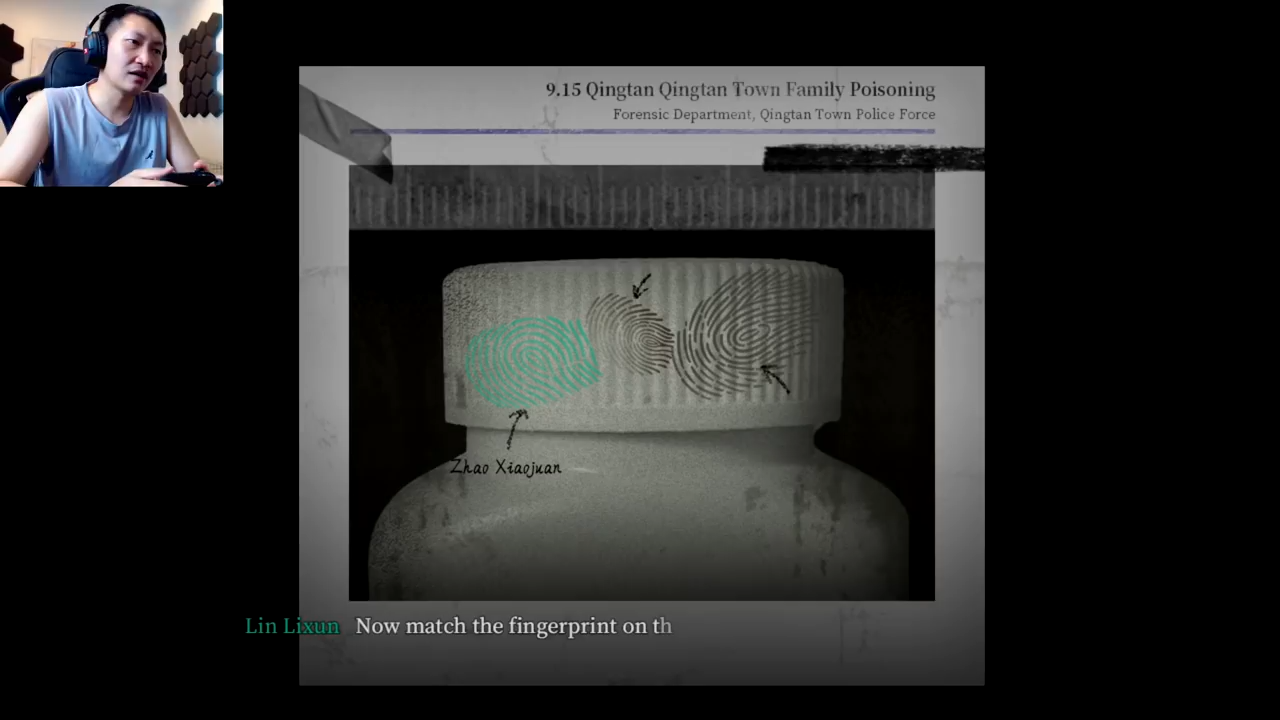 9.15 Qingtan Qingtan Town Family Poisoning
Forensic Department, Qingtan Town Police Force
Zhao Xiaojuan
Lin Lixun Now match the fingerprint on th